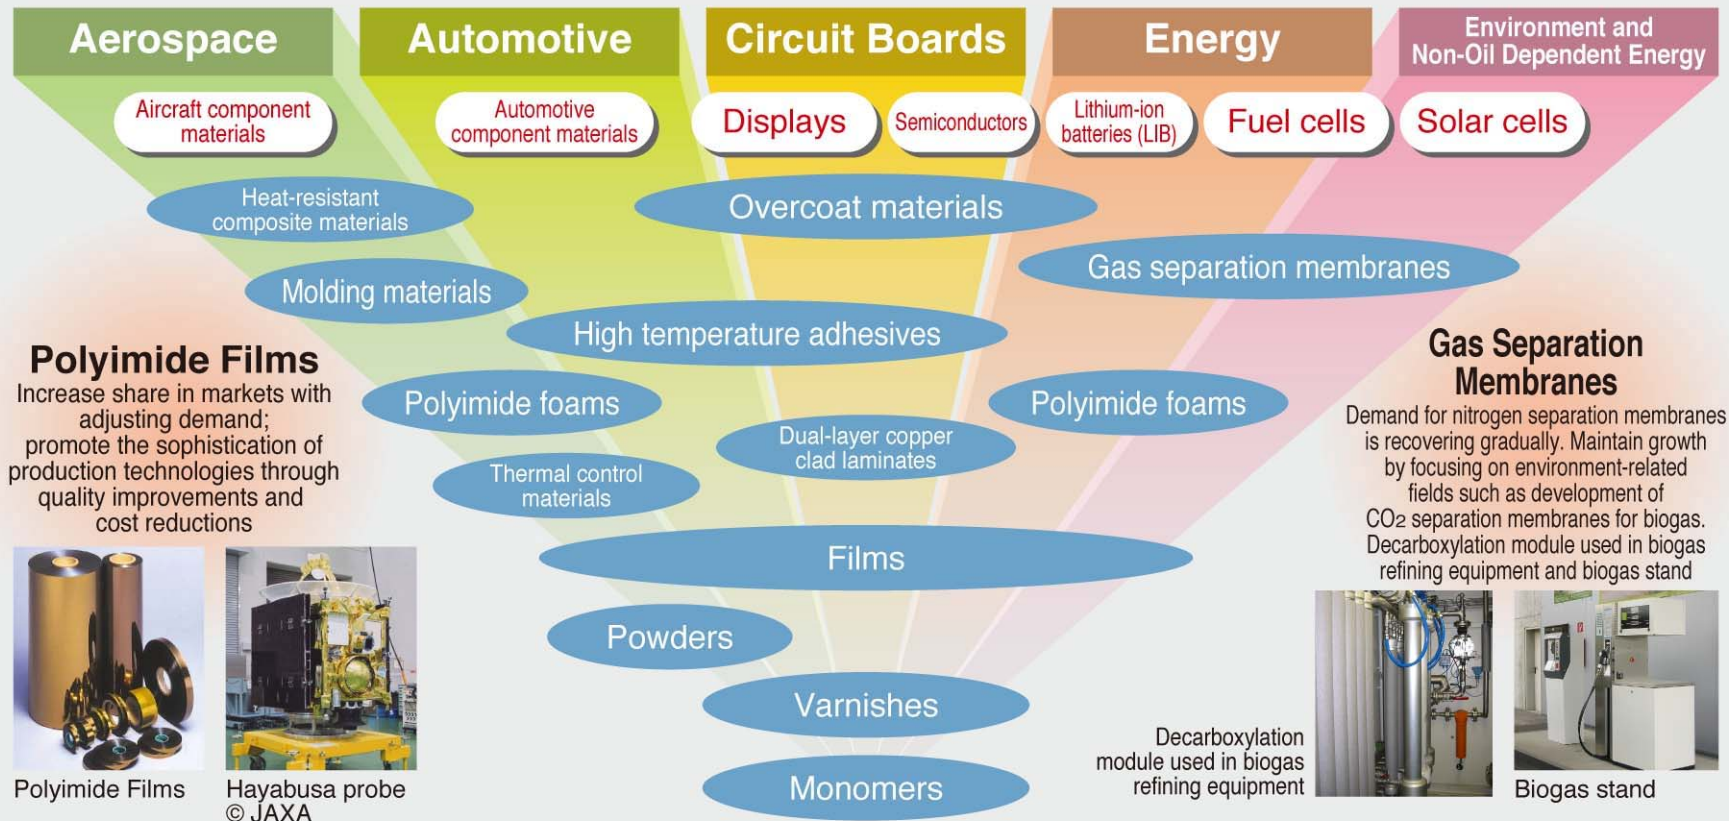 Aerospace
Automotive
Circuit Boards
Energy
Environment and
Non-Oil Dependent Energy
Aircraft component
materials
Automotive
component materials
Displays
Semiconductors
Lithium-ion
batteries (LIB)
Fuel cells
Solar cells
Heat-resistant
composite materials
Overcoat materials
Gas separation membranes
Molding materials
High temperature adhesives
Polyimide foams
Polyimide foams
Dual-layer copper
clad laminates
Thermal control
materials
Films
Powders
Varnishes
Monomers
Polyimide Films
Increase share in markets with
adjusting demand;
promote the sophistication of
production technologies through
quality improvements and
cost reductions
Polyimide Films
Hayabusa probe
© JAXA
Gas Separation
Membranes
Demand for nitrogen separation membranes
is recovering gradually. Maintain growth
by focusing on environment-related
fields such as development of
CO2 separation membranes for biogas.
Decarboxylation module used in biogas
refining equipment and biogas stand
Decarboxylation
module used in biogas
refining equipment
Biogas stand